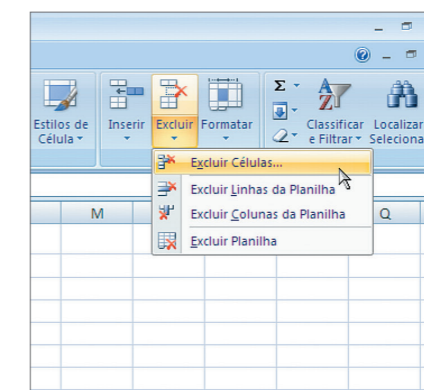 Σ
Estilos de Célula
Inserir
Excluir
Formatar
Classificar e Filtrar
Localizar
Seleciona
Excluir Células...
Excluir Linhas da Planilha
Excluir Colunas da Planilha
Excluir Planilha
M
Q